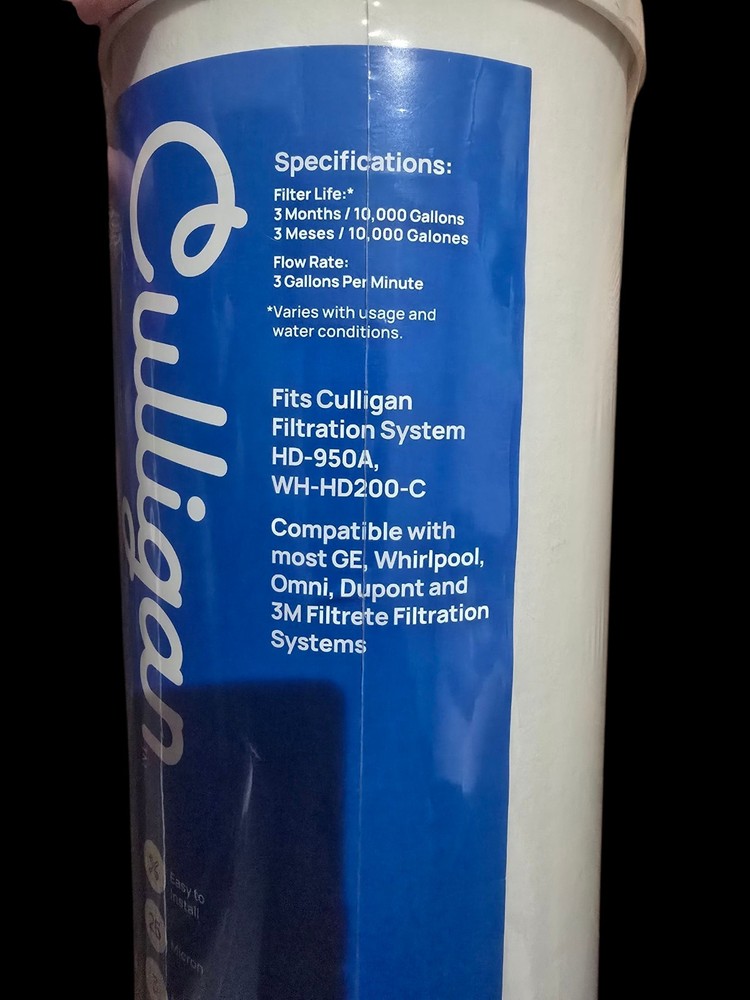 Culligan
Specifications:
Filter Life:*
3 Months / 10,000 Gallons
3 Meses / 10,000 Galones
Flow Rate:
3 Gallons Per Minute
*Varies with usage and
water conditions.
Fits Culligan
Filtration System
HD-950A,
WH-HD200-C
Compatible with
most GE, Whirlpool,
Omni, Dupont and
3M Filtrete Filtration
Systems
Easy to
Install
25
Micron